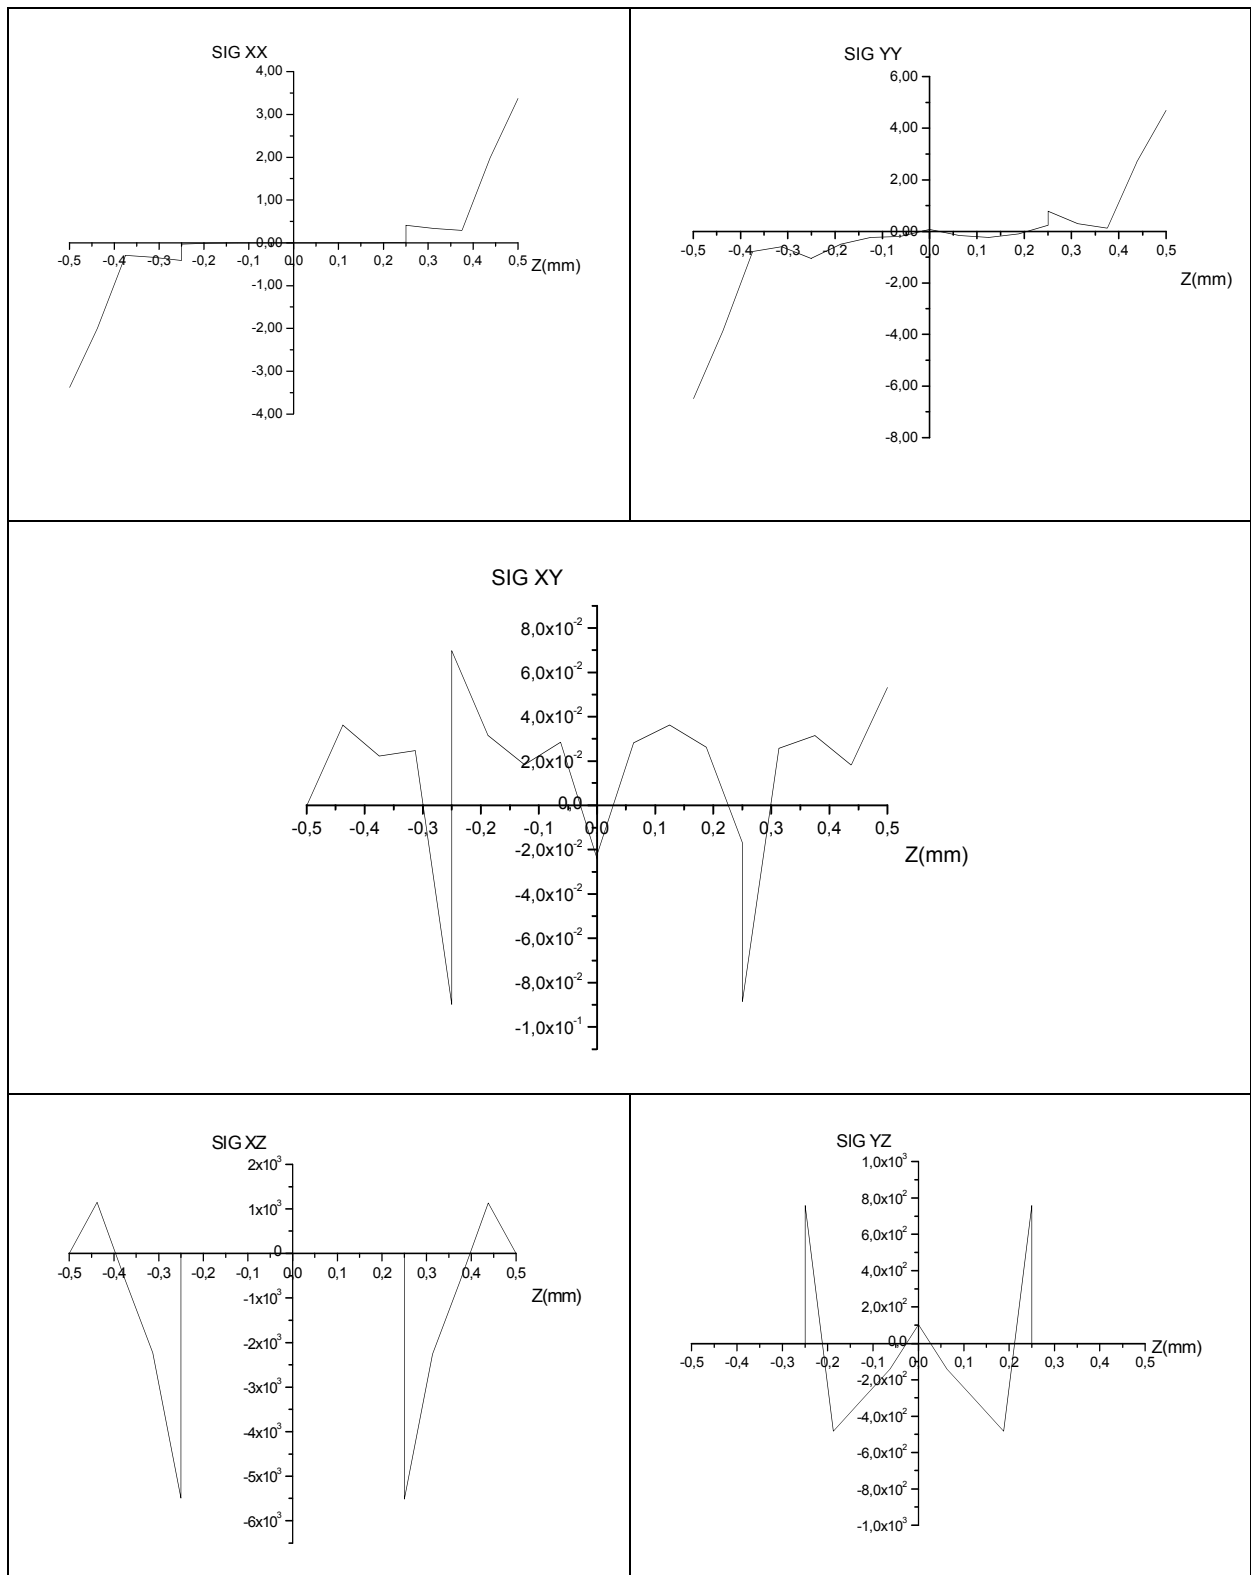 SIG XX
4,00
3,00
2,00
1,00
0,00
-0,5 -0,4 -0,3 -0,2 -0,1 0,0 0,1 0,2 0,3 0,4 0,5
Z(mm)
-1,00
-2,00
-3,00
-4,00
SIG YY
6,00
4,00
2,00
0,00
-0,5 -0,4 -0,3 -0,2 -0,1 0,0 0,1 0,2 0,3 0,4 0,5
Z(mm)
-2,00
-4,00
-6,00
-8,00
SIG XY
8,0x10⁻²
6,0x10⁻²
4,0x10⁻²
2,0x10⁻²
0,0
-0,5 -0,4 -0,3 -0,2 -0,1 0,0 0,1 0,2 0,3 0,4 0,5
-2,0x10⁻²
Z(mm)
-4,0x10⁻²
-6,0x10⁻²
-8,0x10⁻²
-1,0x10⁻¹
SIG XZ
2x10³
1x10³
0
-0,5 -0,4 -0,3 -0,2 -0,1 0,0 0,1 0,2 0,3 0,4 0,5
-1x10³
Z(mm)
-2x10³
-3x10³
-4x10³
-5x10³
-6x10³
SIG YZ
1,0x10³
8,0x10²
6,0x10²
4,0x10²
2,0x10²
0,0
Z(mm)
-0,5 -0,4 -0,3 -0,2 -0,1 0,0 0,1 0,2 0,3 0,4 0,5
-2,0x10²
-4,0x10²
-6,0x10²
-8,0x10²
-1,0x10³